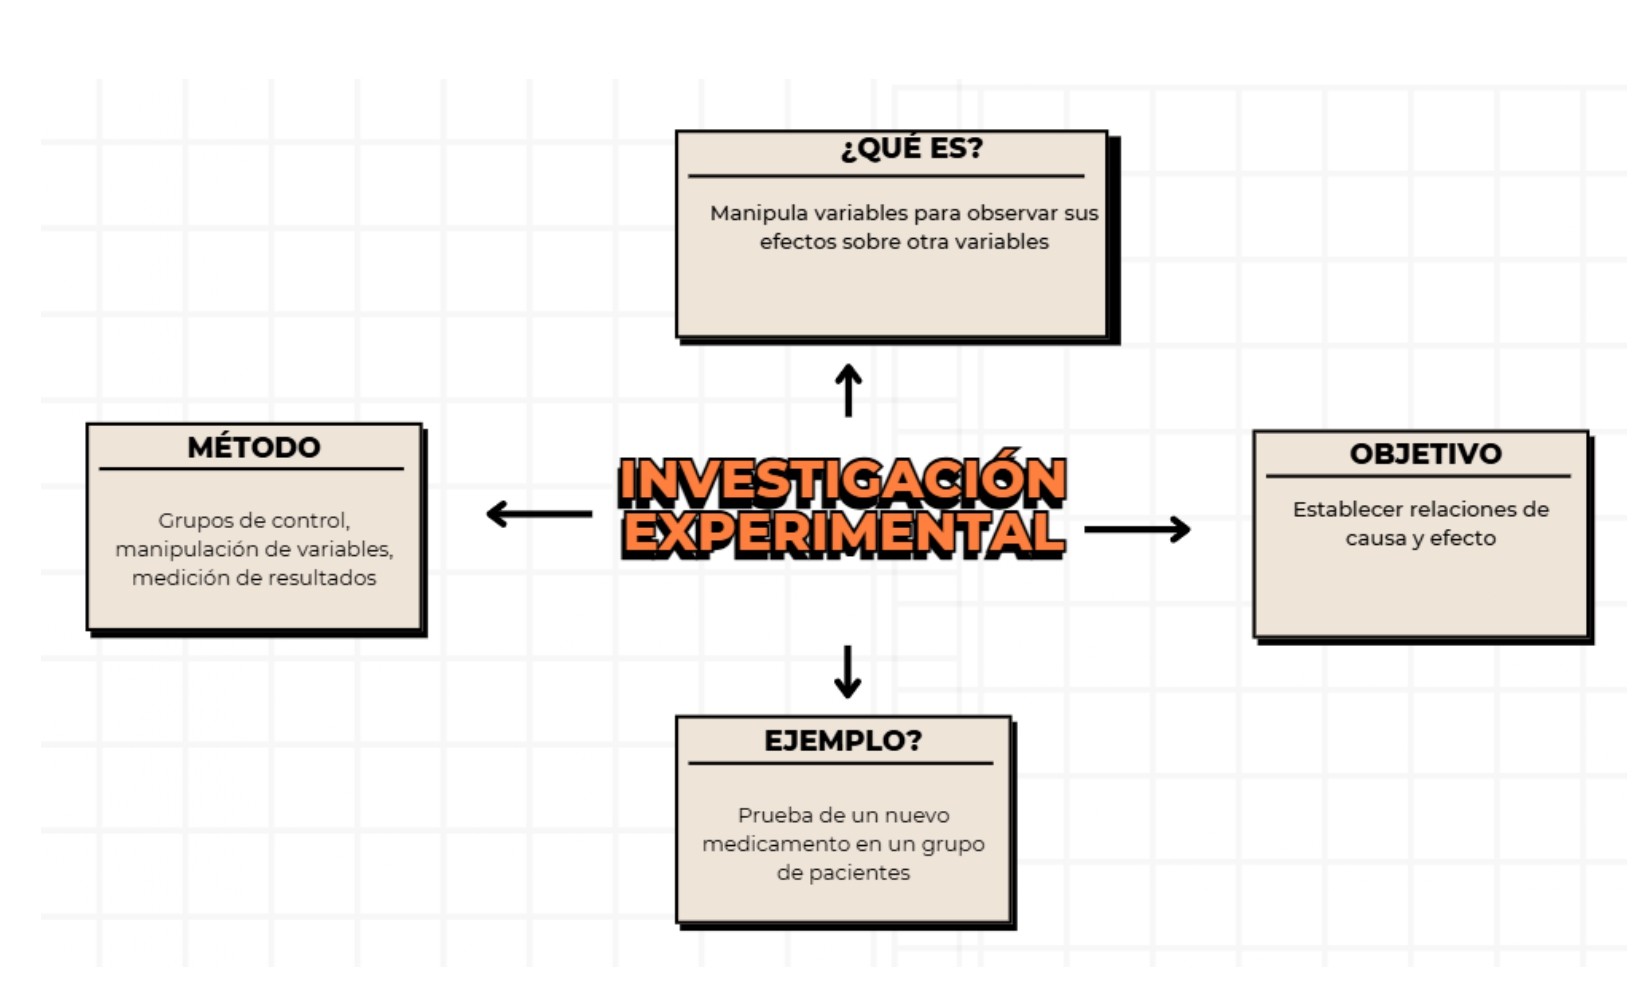 ¿QUÉ ES?
Manipula variables para observar sus
efectos sobre otra variables
MÉTODO
Grupos de control,
manipulación de variables,
medición de resultados
INVESTIGACIÓN
EXPERIMENTAL
OBJETIVO
Establecer relaciones de
causa y efecto
EJEMPLO?
Prueba de un nuevo
medicamento en un grupo
de pacientes